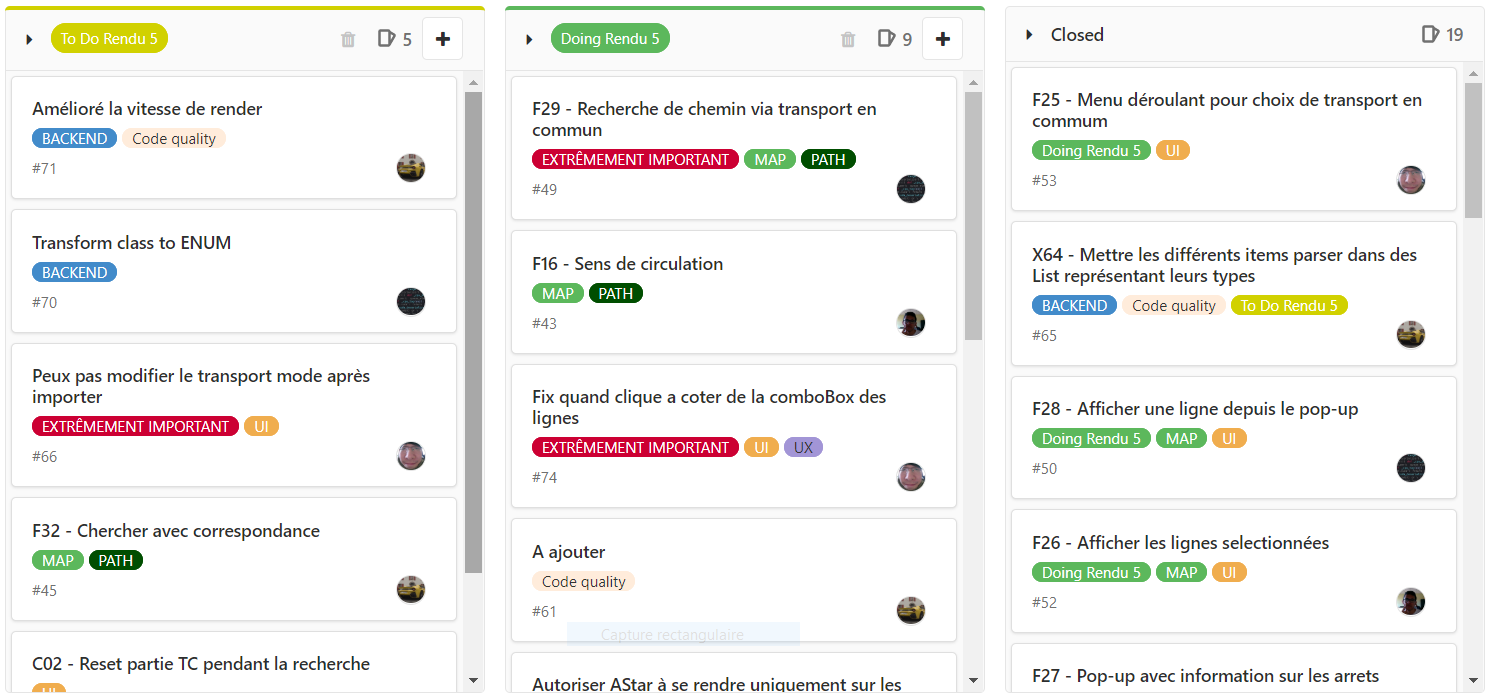 To Do Rendu 5
5
Amélioré la vitesse de render
BACKEND Code quality
#71
Transform class to ENUM
BACKEND
#70
Peux pas modifier le transport mode après
importer
EXTRÊMEMENT IMPORTANT UI
#66
F32 - Chercher avec correspondance
MAP PATH
#45
C02 - Reset partie TC pendant la recherche
UI
Doing Rendu 5
9
F29 - Recherche de chemin via transport en
commun
EXTRÊMEMENT IMPORTANT MAP PATH
#49
F16 - Sens de circulation
MAP PATH
#43
Fix quand clique a coter de la comboBox des
lignes
EXTRÊMEMENT IMPORTANT UI UX
#74
A ajouter
Code quality
#61
Capture rectangulaire
Autoriser AStar à se rendre uniquement sur les
Closed
19
F25 - Menu déroulant pour choix de transport en
commum
Doing Rendu 5 UI
#53
X64 - Mettre les différents items parser dans des
List représentant leurs types
BACKEND Code quality To Do Rendu 5
#65
F28 - Afficher une ligne depuis le pop-up
Doing Rendu 5 MAP UI
#50
F26 - Afficher les lignes selectionnées
Doing Rendu 5 MAP UI
#52
F27 - Pop-up avec information sur les arrets